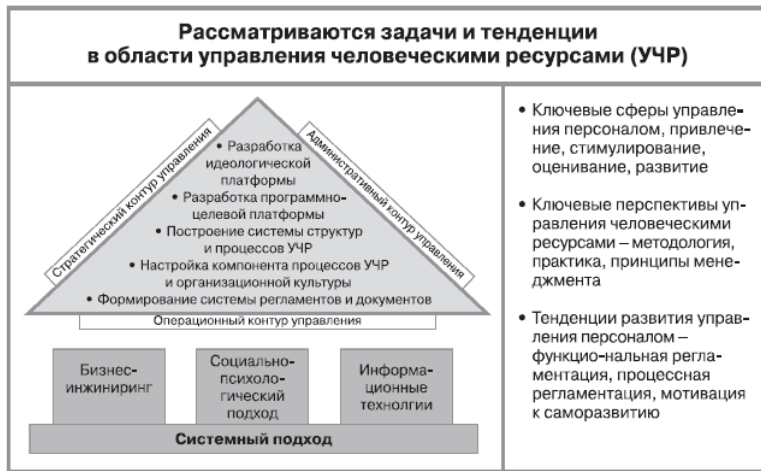 Рассматриваются задачи и тенденции
в области управления человеческими ресурсами (УЧР)
Стратегический контур управления
Административный контур управления
• Разработка
идеологической
платформы
• Разработка программно-
целевой платформы
• Построение системы структур
и процессов УЧР
• Настройка компонента процессов УЧР
и организационной культуры
• Формирование системы регламентов и документов
Операционный контур управления
Бизнес-
инжиниринг
Социально-
психоло-
гический
подход
Информа-
ционные
технолгии
Системный подход
• Ключевые сферы управле-
ния персоналом, привлече-
ние, стимулирование,
оценивание, развитие
• Ключевые перспективы уп-
равления человеческими
ресурсами – методология,
практика, принципы мене-
джмента
• Тенденции развития управ-
ления персоналом –
функцио-нальная регла-
ментация, процессная
регламентация, мотивация
к саморазвитию